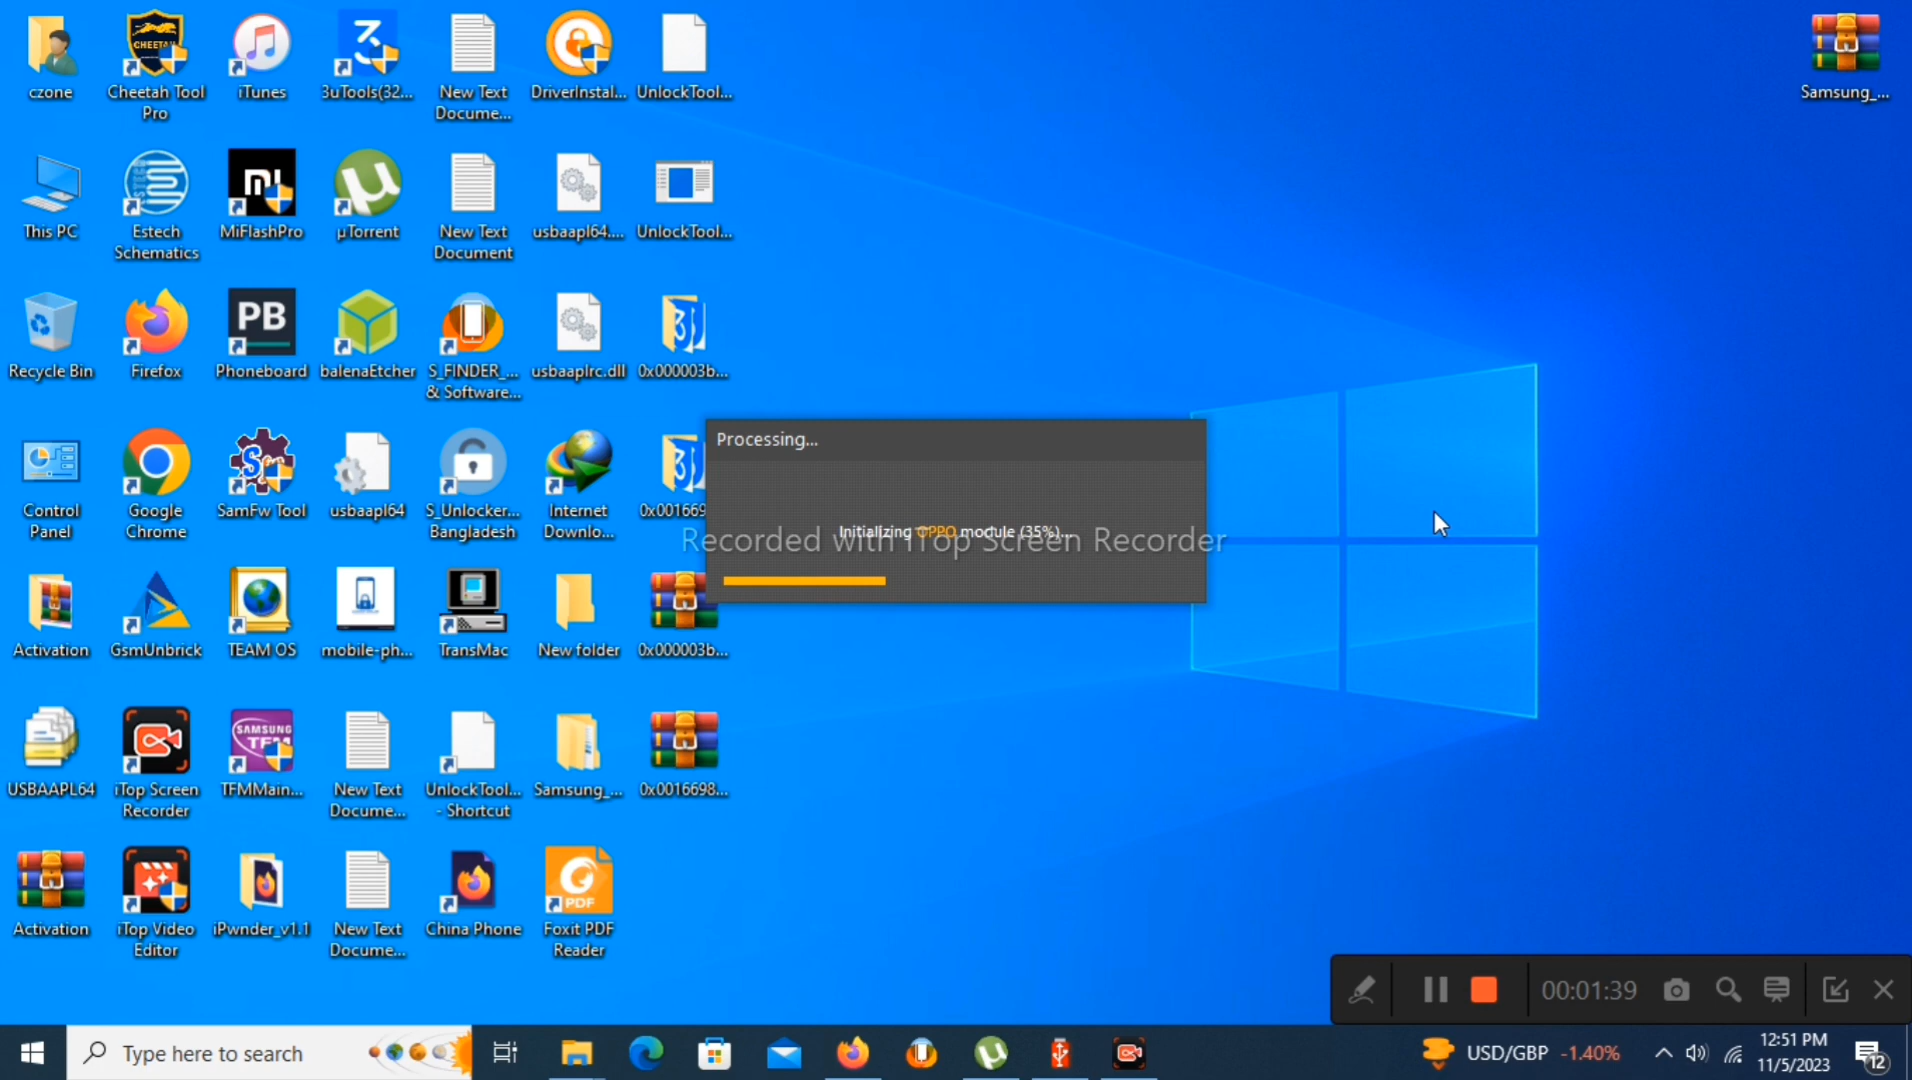 czone
Cheetah Tool
Pro
iTunes
3uTools(32...
New Text
Docume...
DriverInstal...
UnlockTool...
Samsung_...
This PC
Estech
Schematics
MiFlashPro
µTorrent
New Text
Document
usbaapl64....
UnlockTool...
Recycle Bin
Firefox
PB
Phoneboard
balenaEtcher
S_FINDER_...
& Software...
usbaaplrc.dll
0x000003b...
Control
Panel
Google
Chrome
SamFw Tool
usbaapl64
S_Unlocker...
Bangladesh
Internet
Downlo...
0x001669
Processing...
Initializing OPPO module (35%)...
Recorded with iTop Screen Recorder
Activation
GsmUnbrick
TEAM OS
mobile-ph...
TransMac
New folder
0x000003b...
USBAAPL64
iTop Screen
Recorder
SAMSUNG
TFM
TFMMain...
New Text
Docume...
UnlockTool...
- Shortcut
Samsung_...
0x0016698...
Activation
iTop Video
Editor
iPwnder_v1.1
New Text
Docume...
China Phone
PDF
Foxit PDF
Reader
00:01:39
Type here to search
USD/GBP -1.40%
12:51 PM
11/5/2023
12
CHEETAH